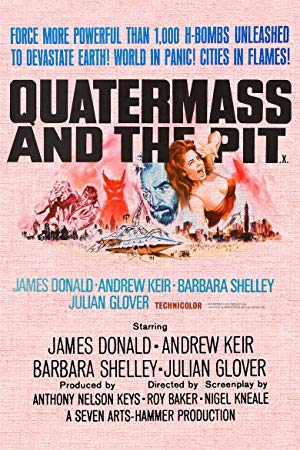 FORCE MORE POWERFUL THAN 1,000 H-BOMBS UNLEASHED
TO DEVASTATE EARTH! WORLD IN PANIC! CITIES IN FLAMES!
QUATERMASS
AND THE PIT
X
JAMES DONALD · ANDREW KEIR · BARBARA SHELLEY
JULIAN GLOVER TECHNICOLOR
Starring
JAMES DONALD · ANDREW KEIR
BARBARA SHELLEY · JULIAN GLOVER
Produced by Directed by Screenplay by
ANTHONY NELSON KEYS · ROY BAKER · NIGEL KNEALE
A SEVEN ARTS-HAMMER PRODUCTION